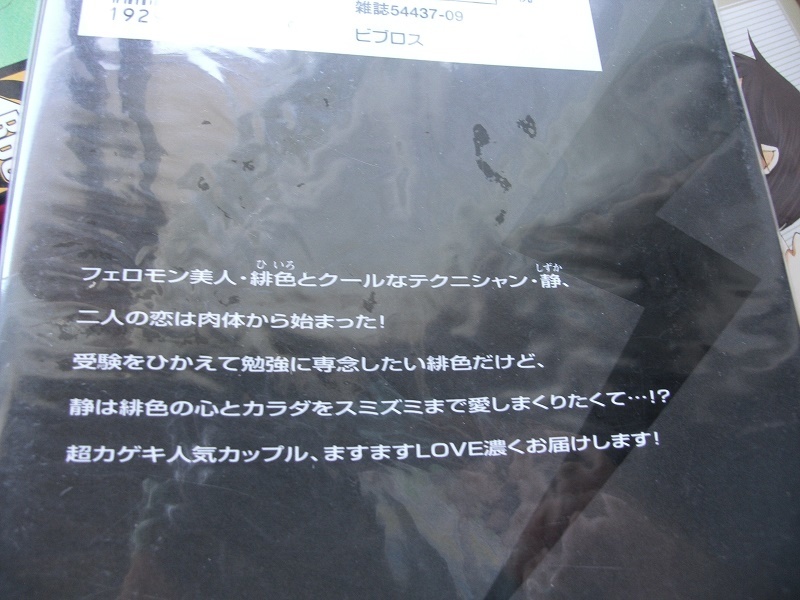 192
雑誌54437-09
ビブロス
フェロモン美人・緋色とクールなテクニシャン・静、
ひいろ
しずか
二人の恋は肉体から始まった!
受験をひかえて勉強に専念したい緋色だけど、
静は緋色の心とカラダをスミズミまで愛しまくりたくて…!?
超カゲキ人気カップル、ますますLOVE濃くお届けします!